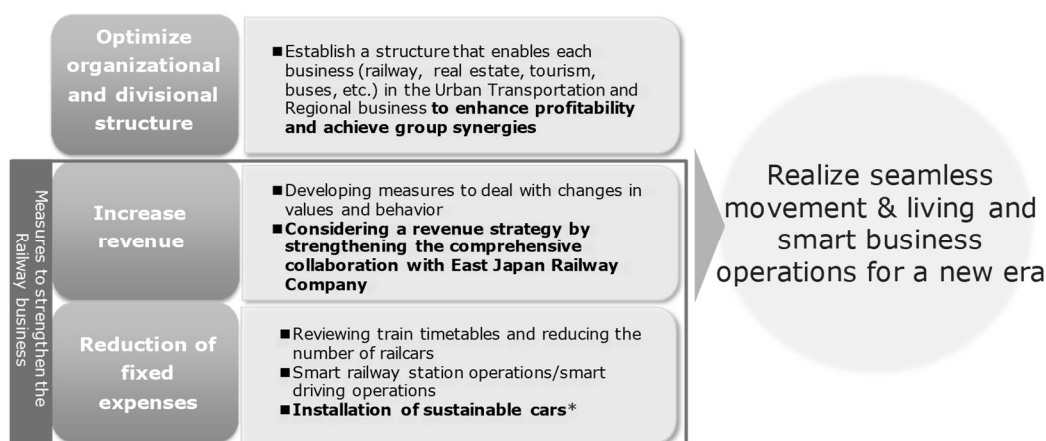 Optimize
organizational
and divisional
structure
■Establish a structure that enables each
business (railway, real estate, tourism,
buses, etc.) in the Urban Transportation and
Regional business to enhance profitability
and achieve group synergies
Measures to strengthen the
Railway business
Increase
revenue
■Developing measures to deal with changes in
values and behavior
■Considering a revenue strategy by
strengthening the comprehensive
collaboration with East Japan Railway
Company
Reduction of
fixed
expenses
■Reviewing train timetables and reducing the
number of railcars
■Smart railway station operations/smart
driving operations
■Installation of sustainable cars*
Realize seamless
movement & living and
smart business
operations for a new era